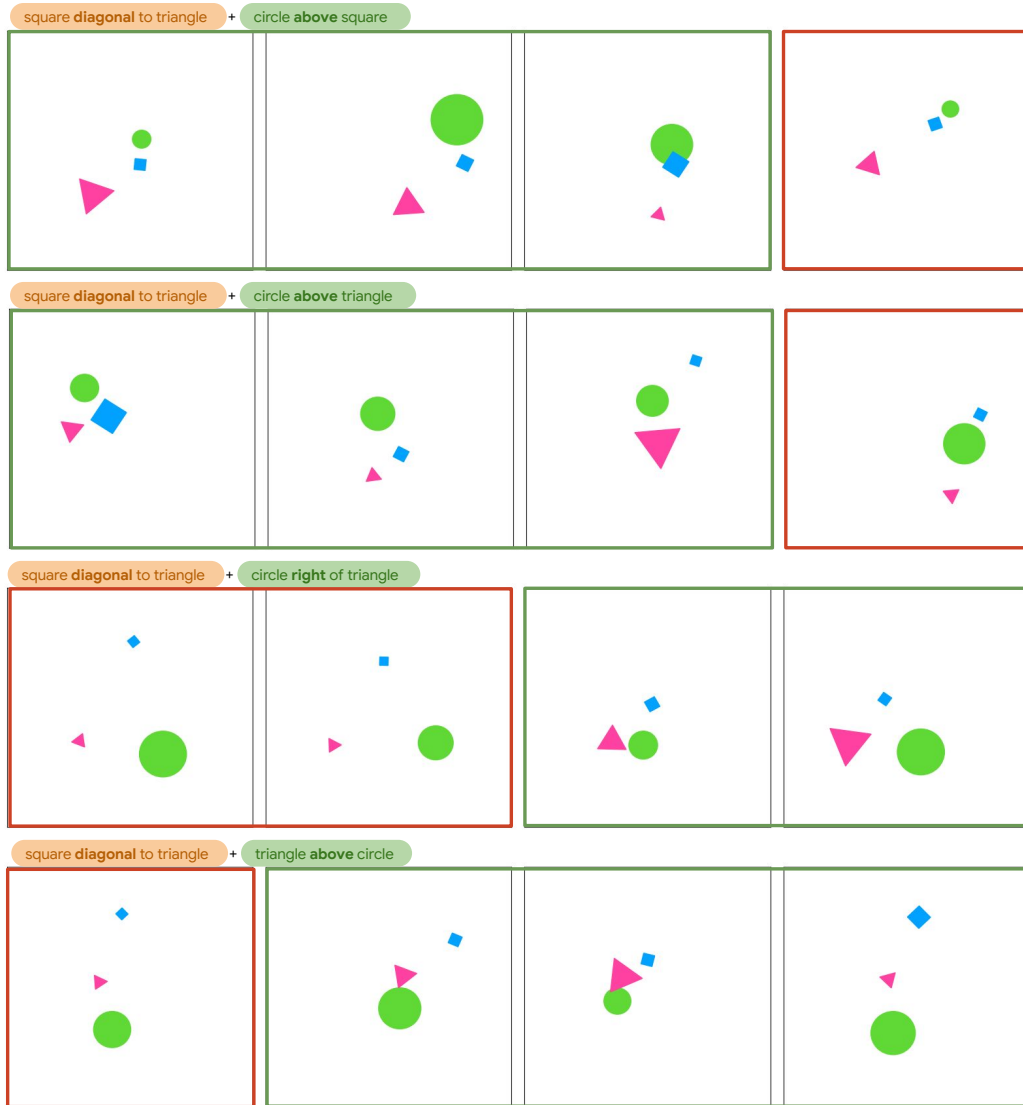 square diagonal to triangle + circle above square
square diagonal to triangle + circle above triangle
square diagonal to triangle + circle right of triangle
square diagonal to triangle + triangle above circle